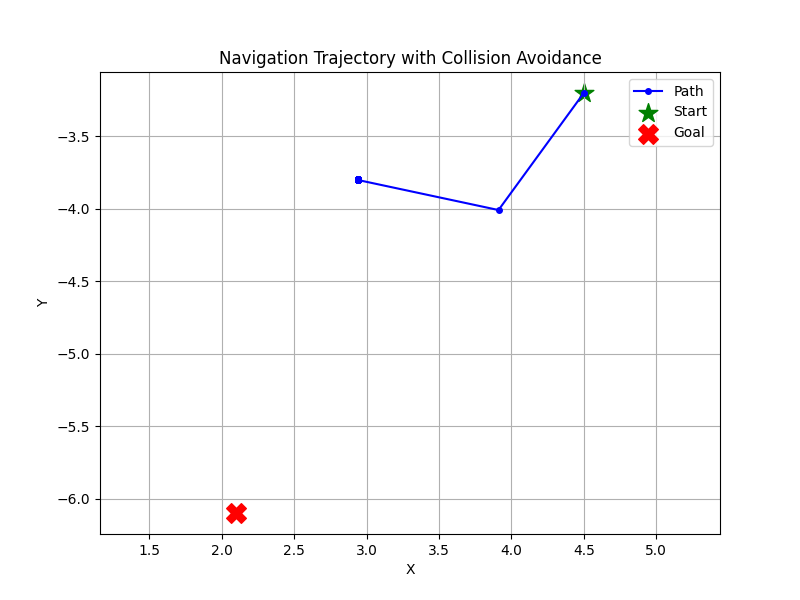 Navigation Trajectory with Collision Avoidance
Path
Start
Goal
−3.5
−4.0
−4.5
−5.0
−5.5
−6.0
Y
1.5 2.0 2.5 3.0 3.5 4.0 4.5 5.0
X